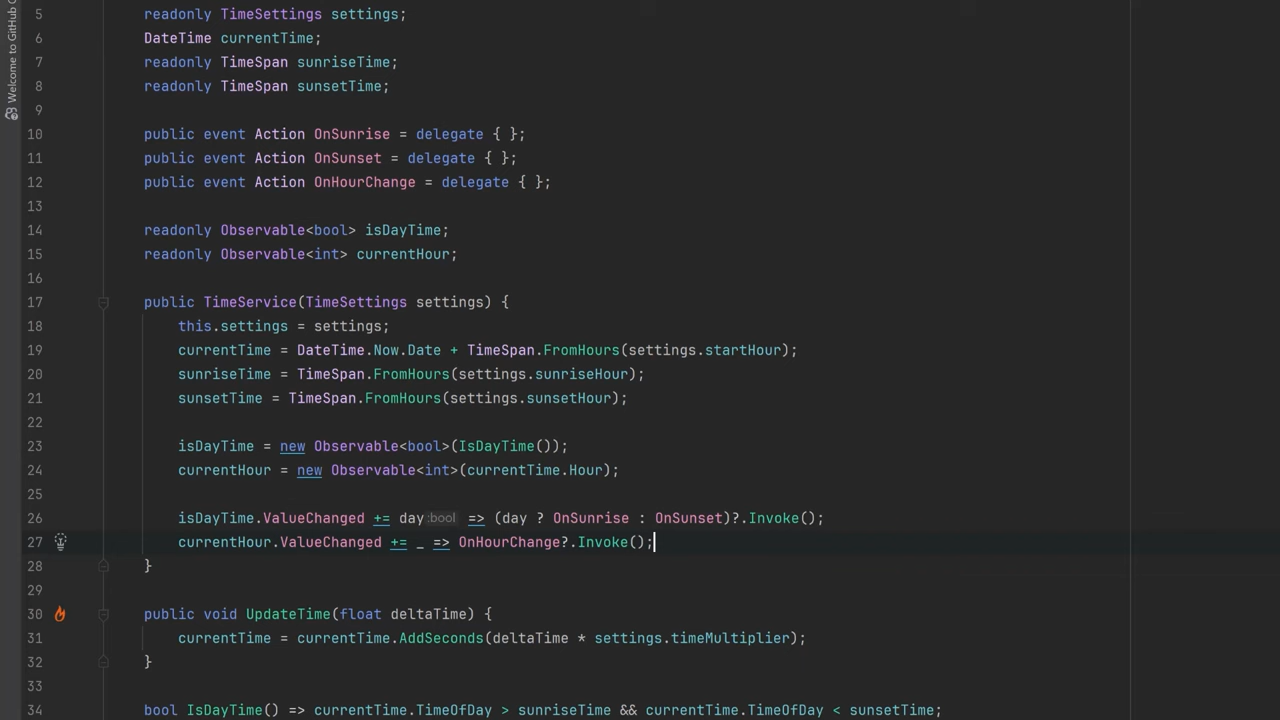 Welcome to GitHub C
5 readonly TimeSettings settings;
6 DateTime currentTime;
7 readonly TimeSpan sunriseTime;
8 readonly TimeSpan sunsetTime;
9
10 public event Action OnSunrise = delegate { };
11 public event Action OnSunset = delegate { };
12 public event Action OnHourChange = delegate { };
13
14 readonly Observable<bool> isDayTime;
15 readonly Observable<int> currentHour;
16
17 public TimeService(TimeSettings settings) {
18 this.settings = settings;
19 currentTime = DateTime.Now.Date + TimeSpan.FromHours(settings.startHour);
20 sunriseTime = TimeSpan.FromHours(settings.sunriseHour);
21 sunsetTime = TimeSpan.FromHours(settings.sunsetHour);
22
23 isDayTime = new Observable<bool>(IsDayTime());
24 currentHour = new Observable<int>(currentTime.Hour);
25
26 isDayTime.ValueChanged += day :bool => (day ? OnSunrise : OnSunset)?.Invoke();
27 currentHour.ValueChanged += _ => OnHourChange?.Invoke();
28 }
29
30 public void UpdateTime(float deltaTime) {
31 currentTime = currentTime.AddSeconds(deltaTime * settings.timeMultiplier);
32 }
33
34 bool IsDayTime() => currentTime.TimeOfDay > sunriseTime && currentTime.TimeOfDay < sunsetTime;